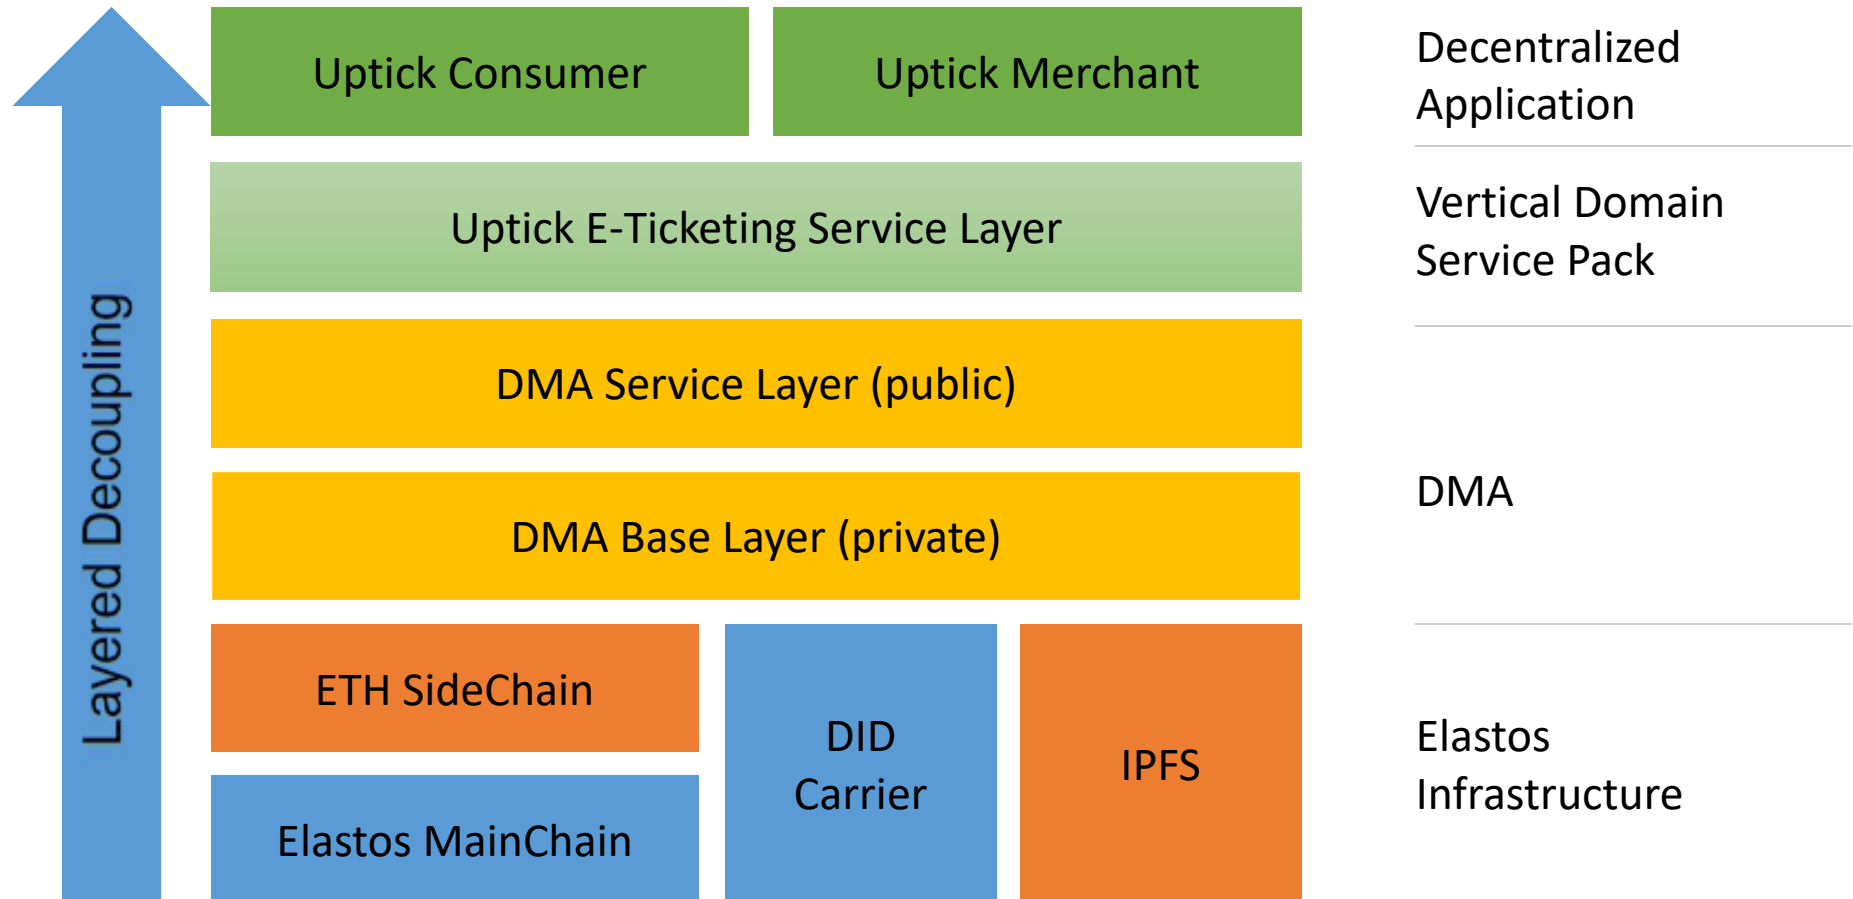 Uptick Consumer
Uptick Merchant
Decentralized
Application
Uptick E-Ticketing Service Layer
Vertical Domain
Service Pack
Layered Decoupling
DMA Service Layer (public)
DMA
DMA Base Layer (private)
ETH SideChain
Elastos MainChain
DID
Carrier
IPFS
Elastos
Infrastructure